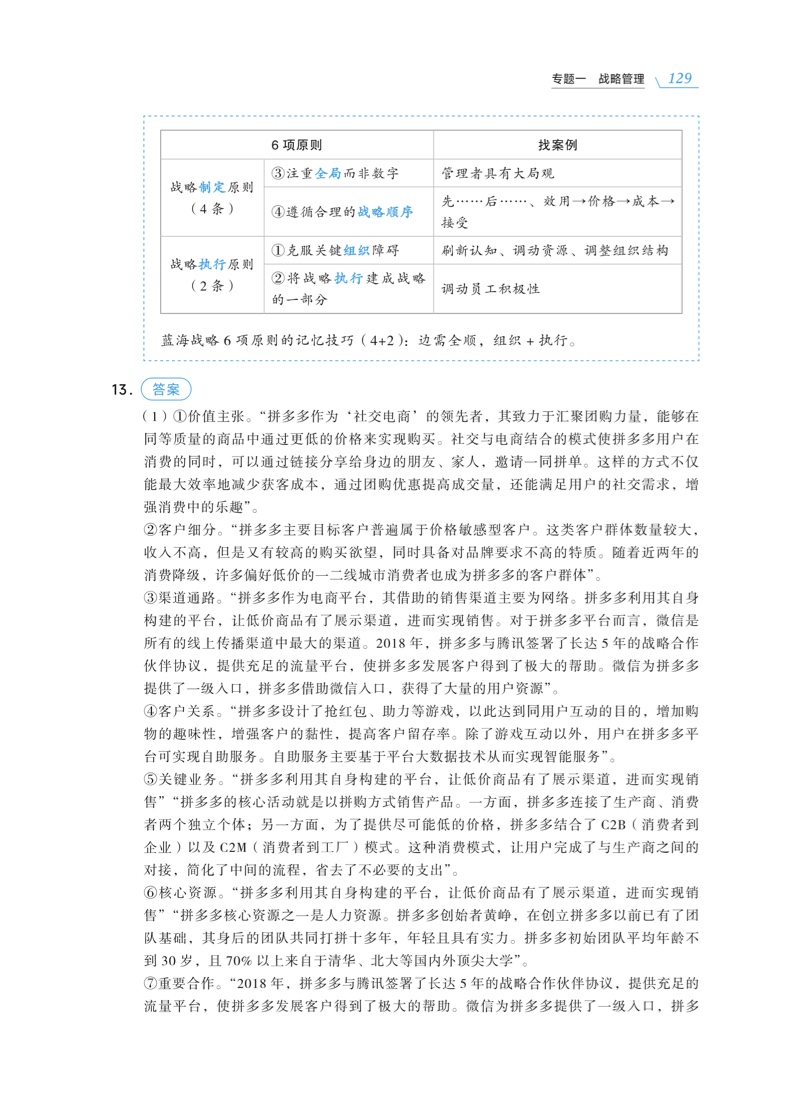 专题一 战略管理 129
6 项原则 找案例
战略制定原则
（4 条）
③注重全局而非数字 管理者具有大局观
④遵循合理的战略顺序 先……后……、效用→价格→成本→
接受
战略执行原则
（2 条）
①克服关键组织障碍 刷新认知、调动资源、调整组织结构
②将战略执行建成战略
的一部分
调动员工积极性
蓝海战略 6 项原则的记忆技巧（4+2）：边需全顺，组织 + 执行。
13. 答案
（1）①价值主张。“拼多多作为‘社交电商’的领先者，其致力于汇聚团购力量，能够在
同等质量的商品中通过更低的价格来实现购买。社交与电商结合的模式使拼多多用户在
消费的同时，可以通过链接分享给身边的朋友、家人，邀请一同拼单。这样的方式不仅
能最大效率地减少获客成本，通过团购优惠提高成交量，还能满足用户的社交需求，增
强消费中的乐趣”。
②客户细分。“拼多多主要目标客户普遍属于价格敏感型客户。这类客户群体数量较大，
收入不高，但是又有较高的购买欲望，同时具备对品牌要求不高的特质。随着近两年的
消费降级，许多偏好低价的一二线城市消费者也成为拼多多的客户群体”。
③渠道通路。“拼多多作为电商平台，其借助的销售渠道主要为网络。拼多多利用其自身
构建的平台，让低价商品有了展示渠道，进而实现销售。对于拼多多平台而言，微信是
所有的线上传播渠道中最大的渠道。2018 年，拼多多与腾讯签署了长达 5 年的战略合作
伙伴协议，提供充足的流量平台，使拼多多发展客户得到了极大的帮助。微信为拼多多
提供了一级入口，拼多多借助微信入口，获得了大量的用户资源”。
④客户关系。“拼多多设计了抢红包、助力等游戏，以此达到同用户互动的目的，增加购
物的趣味性，增强客户的黏性，提高客户留存率。除了游戏互动以外，用户在拼多多平
台可实现自助服务。自助服务主要基于平台大数据技术从而实现智能服务”。
⑤关键业务。“拼多多利用其自身构建的平台，让低价商品有了展示渠道，进而实现销
售”“拼多多的核心活动就是以拼购方式销售产品。一方面，拼多多连接了生产商、消费
者两个独立个体；另一方面，为了提供尽可能低的价格，拼多多结合了 C2B（消费者到
企业）以及 C2M（消费者到工厂）模式。这种消费模式，让用户完成了与生产商之间的
对接，简化了中间的流程，省去了不必要的支出”。
⑥核心资源。“拼多多利用其自身构建的平台，让低价商品有了展示渠道，进而实现销
售”“拼多多核心资源之一是人力资源。拼多多创始者黄峥，在创立拼多多以前已有了团
队基础，其身后的团队共同打拼十多年，年轻且具有实力。拼多多初始团队平均年龄不
到 30 岁，且 70% 以上来自于清华、北大等国内外顶尖大学”。
⑦重要合作。“2018 年，拼多多与腾讯签署了长达 5 年的战略合作伙伴协议，提供充足的
流量平台，使拼多多发展客户得到了极大的帮助。微信为拼多多提供了一级入口，拼多